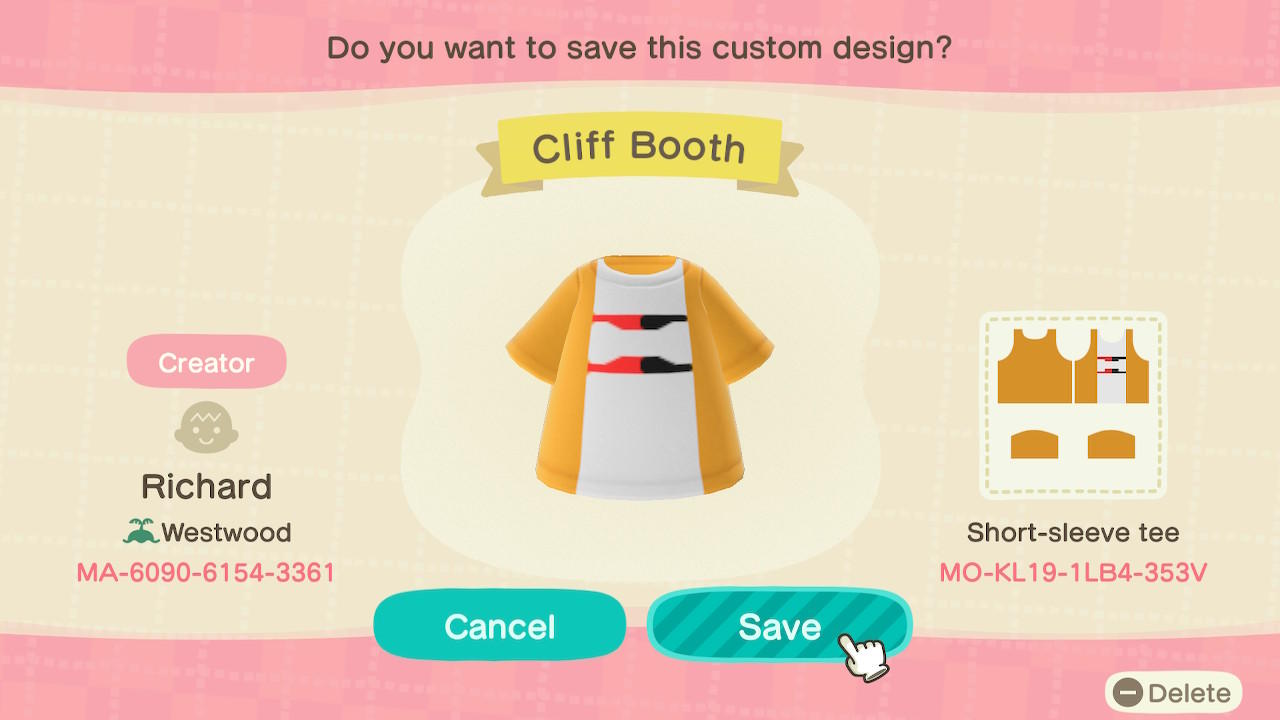 Do you want to save this custom design?
Cliff Booth
Creator
Richard
Westwood
MA-6090-6154-3361
Short-sleeve tee
MO-KL19-1LB4-353V
Cancel
Save
Delete